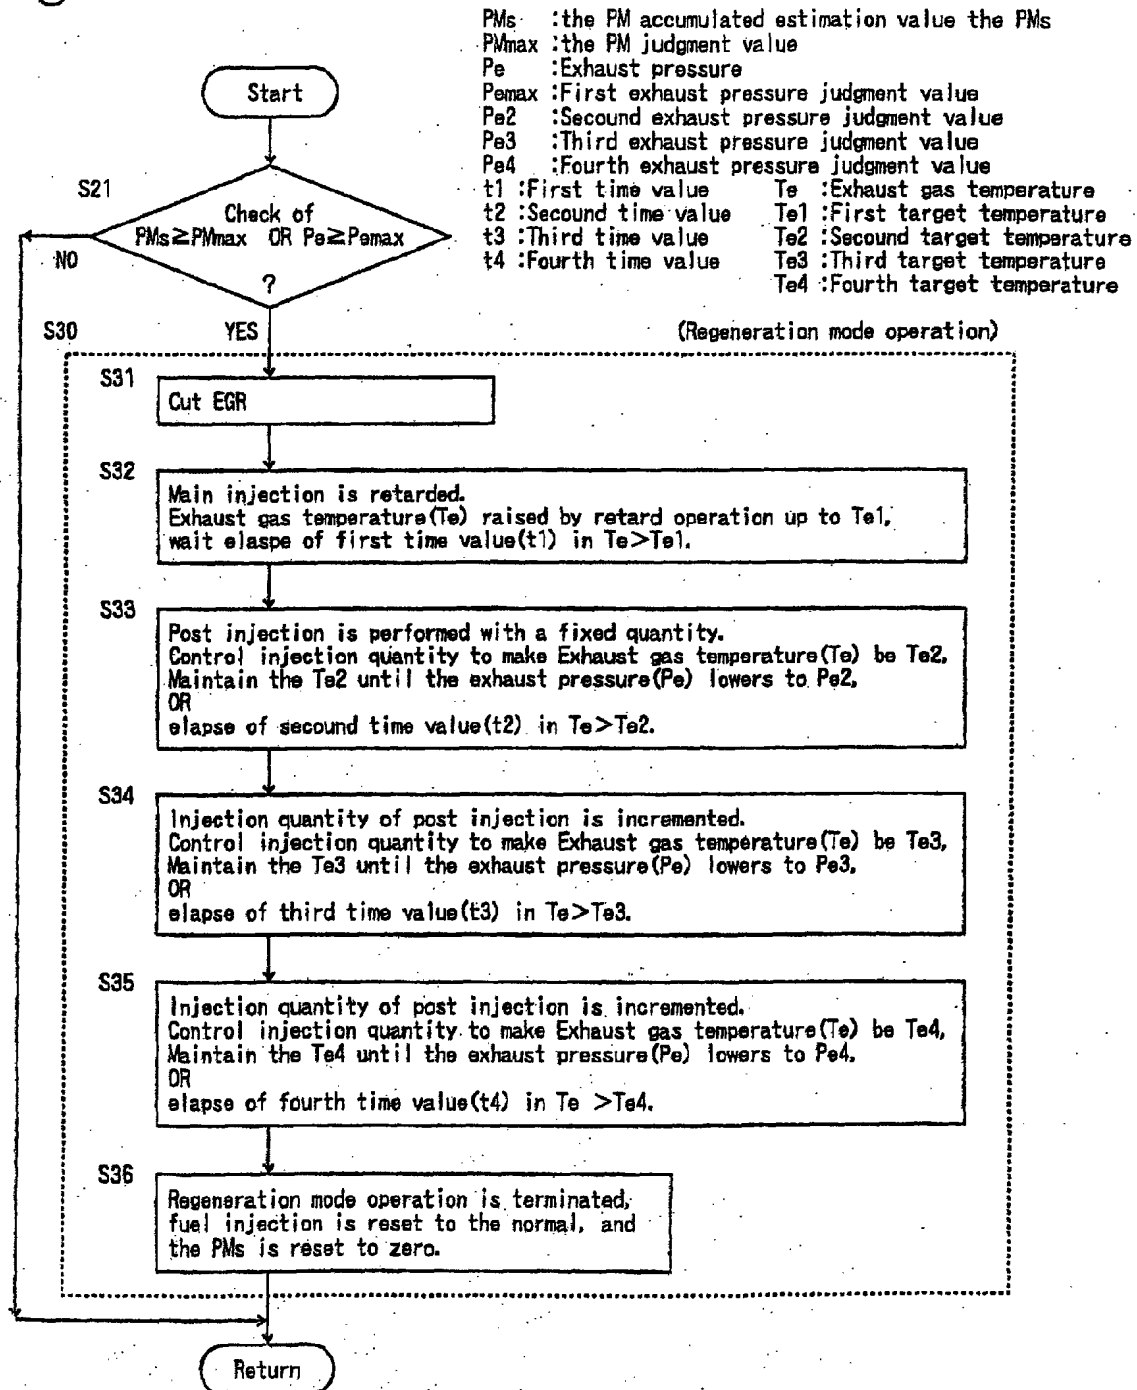 PMs :the PM accumulated estimation value the PMs
PMmax :the PM judgment value
Pe :Exhaust pressure
Pemax :First exhaust pressure judgment value
Pe2 :Secound exhaust pressure judgment value
Pe3 :Third exhaust pressure judgment value
Pe4 :Fourth exhaust pressure judgment value
t1 :First time value Te :Exhaust gas temperature
t2 :Secound time value Te1 :First target temperature
t3 :Third time value Te2 :Secound target temperature
t4 :Fourth time value Te3 :Third target temperature
Te4 :Fourth target temperature
Start
S21
Check of
PMs≧PMmax OR Pe≧Pemax
?
NO
YES
S30
(Regeneration mode operation)
S31
Cut EGR
S32
Main injection is retarded.
Exhaust gas temperature(Te) raised by retard operation up to Te1,
wait elaspe of first time value(t1) in Te>Te1.
S33
Post injection is performed with a fixed quantity.
Control injection quantity to make Exhaust gas temperature(Te) be Te2,
Maintain the Te2 until the exhaust pressure(Pe) lowers to Pe2,
OR
elapse of secound time value(t2) in Te>Te2.
S34
Injection quantity of post injection is incremented.
Control injection quantity to make Exhaust gas temperature(Te) be Te3,
Maintain the Te3 until the exhaust pressure(Pe) lowers to Pe3,
OR
elapse of third time value(t3) in Te>Te3.
S35
Injection quantity of post injection is incremented.
Control injection quantity to make Exhaust gas temperature(Te) be Te4,
Maintain the Te4 until the exhaust pressure(Pe) lowers to Pe4.
OR
elapse of fourth time value(t4) in Te >Te4.
S36
Regeneration mode operation is terminated,
fuel injection is reset to the normal, and
the PMs is reset to zero.
Return